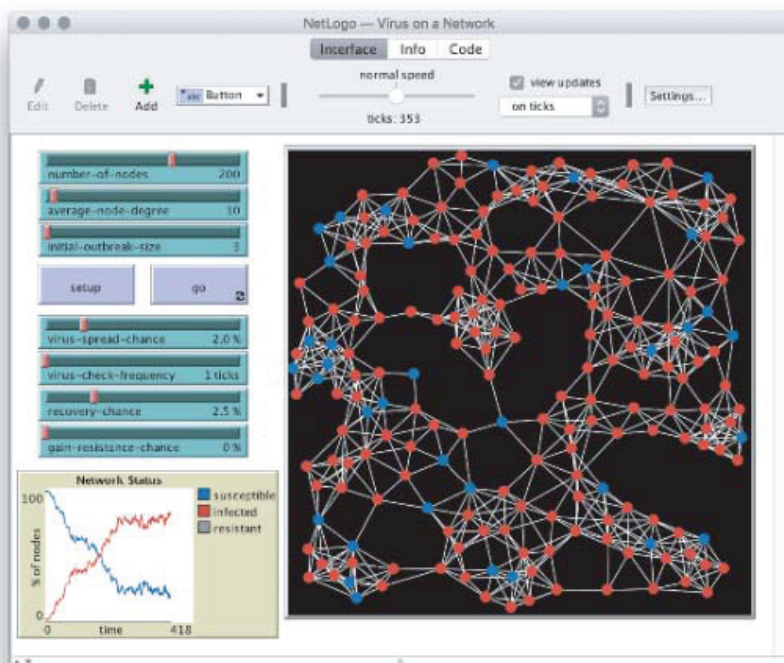 NetLogo — Virus on a Network
Interface Info Code
Edit Delete Add abc Button normal speed view updates Settings...
ticks: 353 on ticks
number-of-nodes 200
average-node-degree 10
initial-outbreak-size 3
setup go
virus-spread-chance 2.0 %
virus-check-frequency 1 ticks
recovery-chance 2.5 %
gain-resistance-chance 0 %
Network Status
100
% of nodes
0
0 time 418
susceptible
infected
resistant